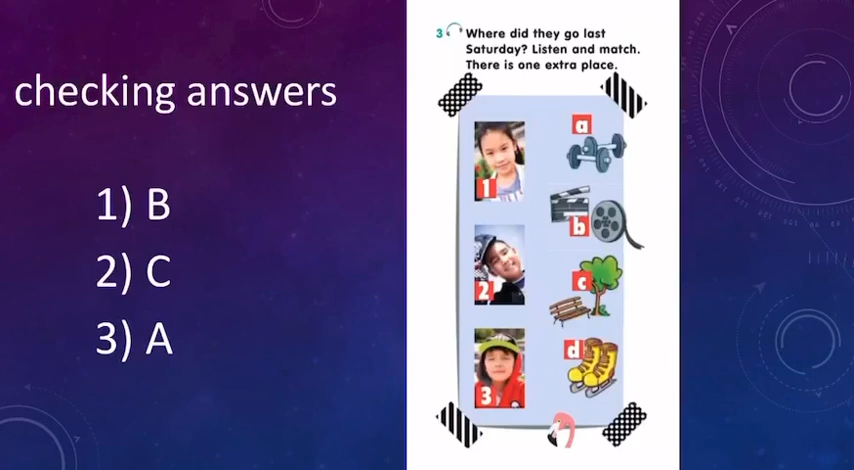 checking answers
1) B
2) C
3) A
3 Where did they go last
Saturday? Listen and match.
There is one extra place.
a
1
b
2
c
d
3